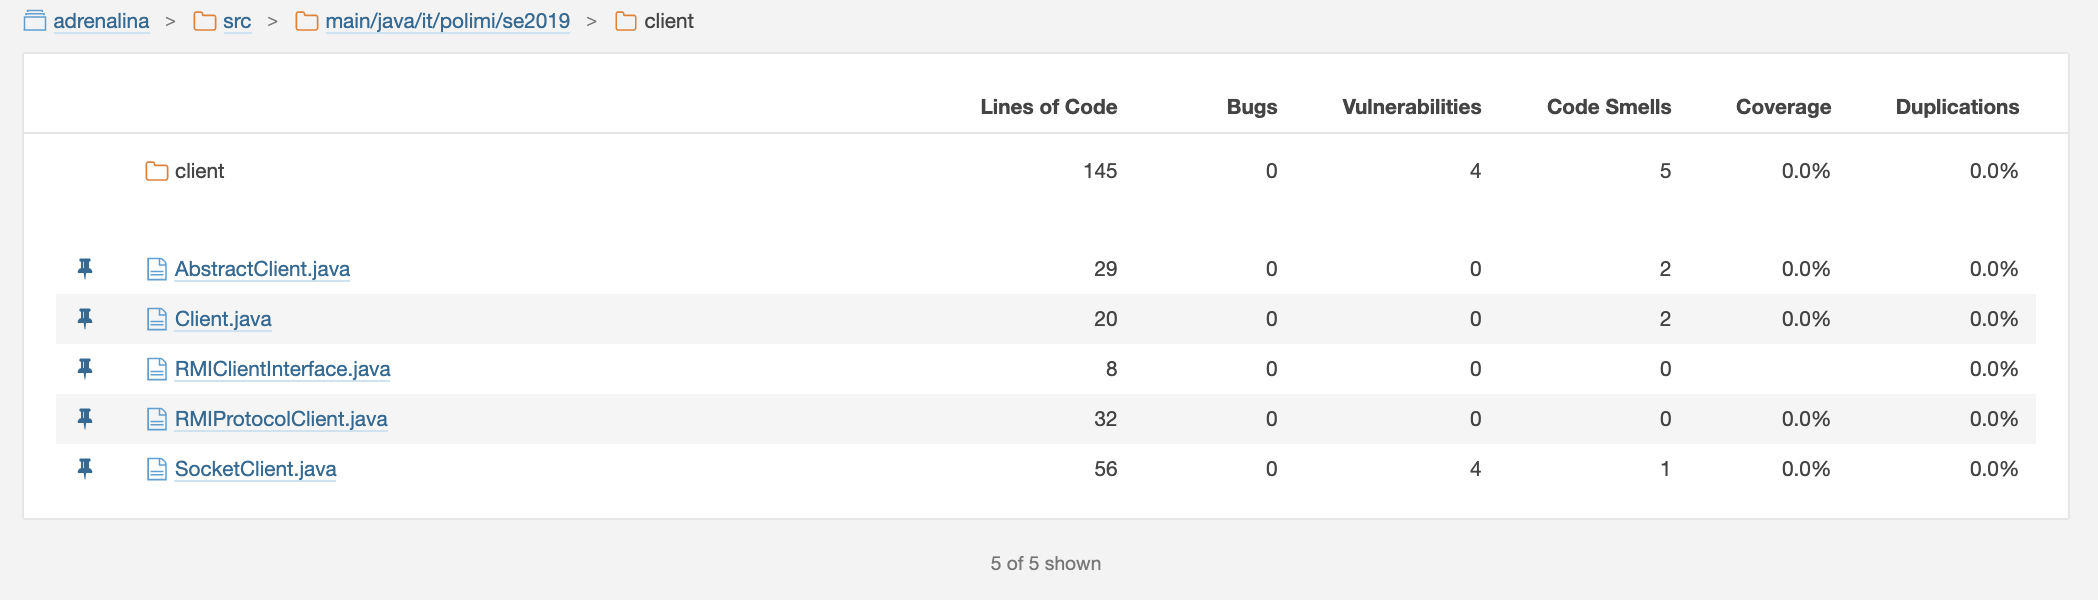 adrenalina > src > main/java/it/polimi/se2019 > client
Lines of Code Bugs Vulnerabilities Code Smells Coverage Duplications
client 145 0 4 5 0.0% 0.0%
AbstractClient.java 29 0 0 2 0.0% 0.0%
Client.java 20 0 0 2 0.0% 0.0%
RMIClientInterface.java 8 0 0 0 0.0%
RMIProtocolClient.java 32 0 0 0 0.0% 0.0%
SocketClient.java 56 0 4 1 0.0% 0.0%
5 of 5 shown